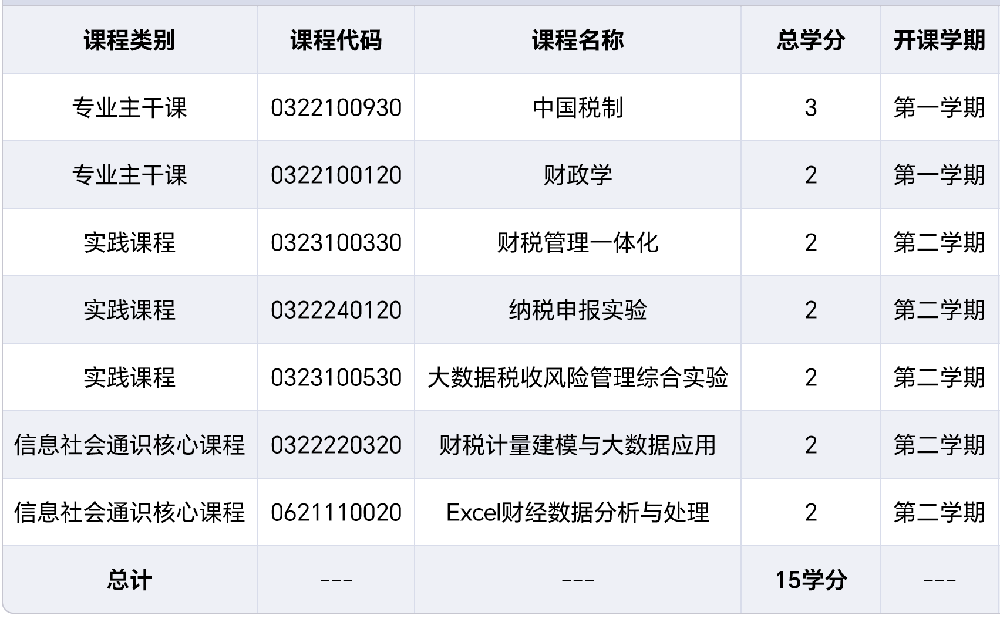 课程类别 课程代码 课程名称 总学分 开课学期
专业主干课 0322100930 中国税制 3 第一学期
专业主干课 0322100120 财政学 2 第一学期
实践课程 0323100330 财税管理一体化 2 第二学期
实践课程 0322240120 纳税申报实验 2 第二学期
实践课程 0323100530 大数据税收风险管理综合实验 2 第二学期
信息社会通识核心课程 0322220320 财税计量建模与大数据应用 2 第二学期
信息社会通识核心课程 0621110020 Excel财经数据分析与处理 2 第二学期
总计 --- --- 15学分 ---